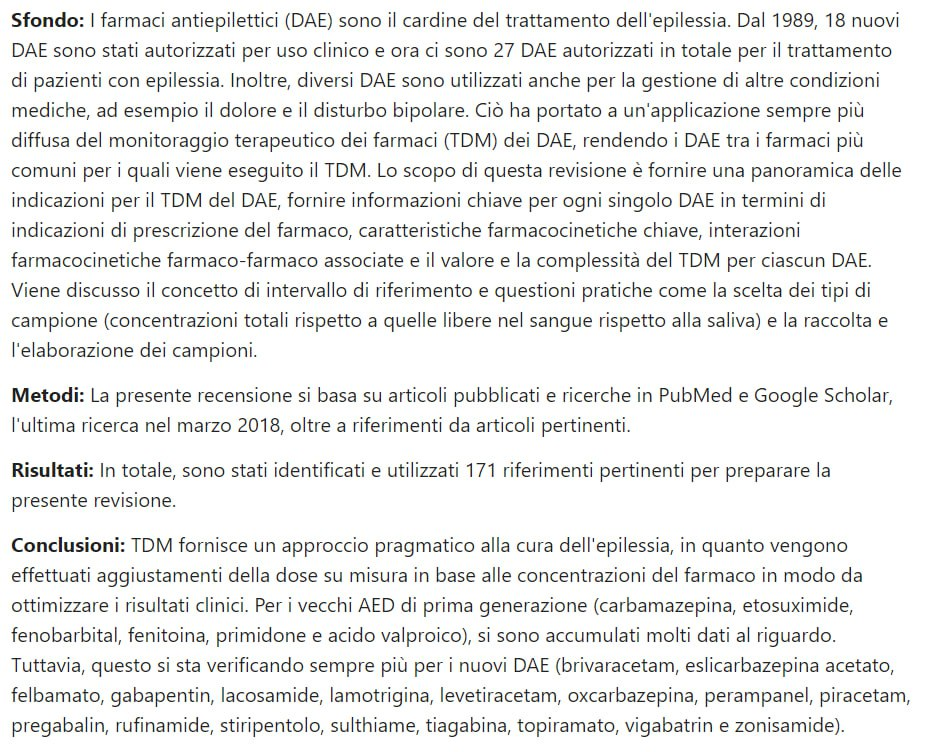 Sfondo: I farmaci antiepilettici (DAE) sono il cardine del trattamento dell'epilessia. Dal 1989, 18 nuovi
DAE sono stati autorizzati per uso clinico e ora ci sono 27 DAE autorizzati in totale per il trattamento
di pazienti con epilessia. Inoltre, diversi DAE sono utilizzati anche per la gestione di altre condizioni
mediche, ad esempio il dolore e il disturbo bipolare. Ciò ha portato a un'applicazione sempre più
diffusa del monitoraggio terapeutico dei farmaci (TDM) dei DAE, rendendo i DAE tra i farmaci più
comuni per i quali viene eseguito il TDM. Lo scopo di questa revisione è fornire una panoramica delle
indicazioni per il TDM del DAE, fornire informazioni chiave per ogni singolo DAE in termini di
indicazioni di prescrizione del farmaco, caratteristiche farmacocinetiche chiave, interazioni
farmacocinetiche farmaco-farmaco associate e il valore e la complessità del TDM per ciascun DAE.
Viene discusso il concetto di intervallo di riferimento e questioni pratiche come la scelta dei tipi di
campione (concentrazioni totali rispetto a quelle libere nel sangue rispetto alla saliva) e la raccolta e
l'elaborazione dei campioni.
Metodi: La presente recensione si basa su articoli pubblicati e ricerche in PubMed e Google Scholar,
l'ultima ricerca nel marzo 2018, oltre a riferimenti da articoli pertinenti.
Risultati: In totale, sono stati identificati e utilizzati 171 riferimenti pertinenti per preparare la
presente revisione.
Conclusioni: TDM fornisce un approccio pragmatico alla cura dell'epilessia, in quanto vengono
effettuati aggiustamenti della dose su misura in base alle concentrazioni del farmaco in modo da
ottimizzare i risultati clinici. Per i vecchi AED di prima generazione (carbamazepina, etosuximide,
fenobarbital, fenitoina, primidone e acido valproico), si sono accumulati molti dati al riguardo.
Tuttavia, questo si sta verificando sempre più per i nuovi DAE (brivaracetam, eslicarbazepina acetato,
felbamato, gabapentin, lacosamide, lamotrigina, levetiracetam, oxcarbazepina, perampanel, piracetam,
pregabalin, rufinamide, stiripentolo, sulthiame, tiagabina, topiramato, vigabatrin e zonisamide).